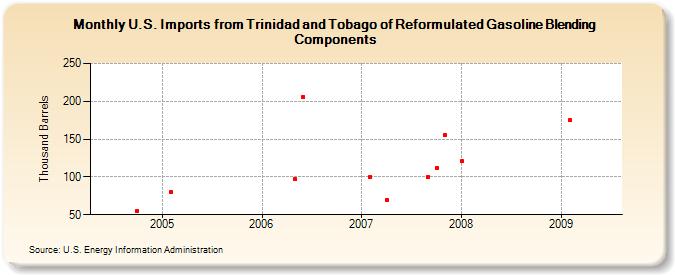 Monthly U.S. Imports from Trinidad and Tobago of Reformulated Gasoline Blending
Components
Thousand Barrels
250
200
150
100
50
2005 2006 2007 2008 2009
Source: U.S. Energy Information Administration